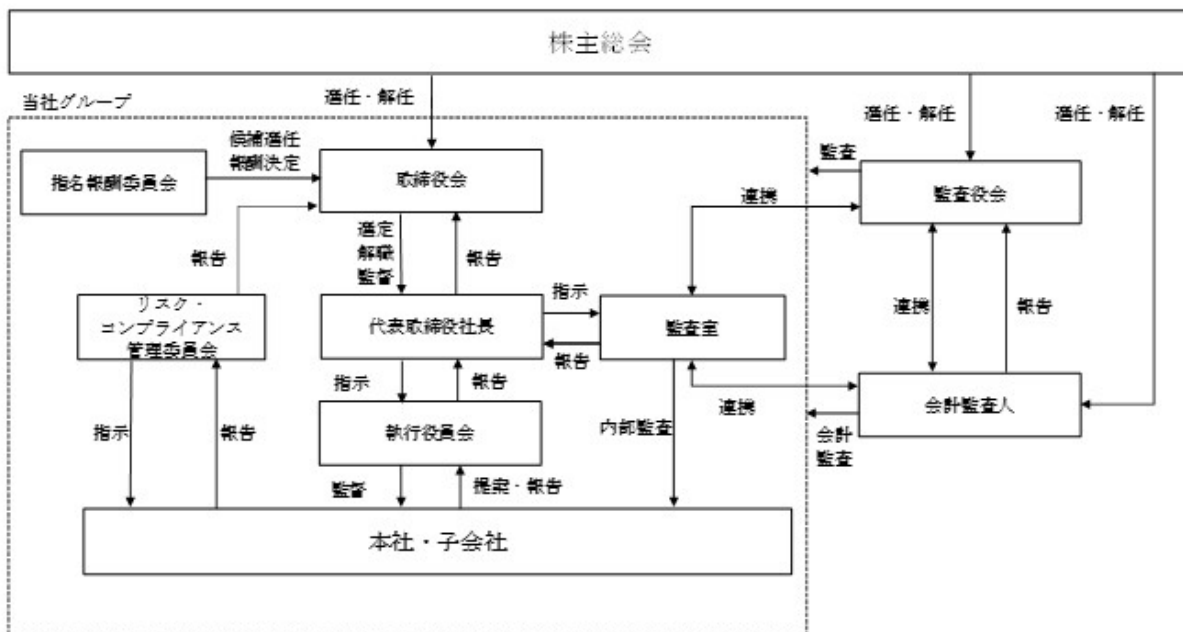 株主総会
選任・解任
当社グループ
選任・解任
選任・解任
候補選任
報酬決定
監査
指名報酬委員会
取締役会
監査役会
連携
選定
解職
監督
報告
報告
指示
連携
報告
リスク・
コンプライアンス
管理委員会
代表取締役社長
監査室
報告
指示
報告
連携
会計監査人
指示
報告
執行役員会
内部監査
会計
監査
監督
提案・報告
本社・子会社